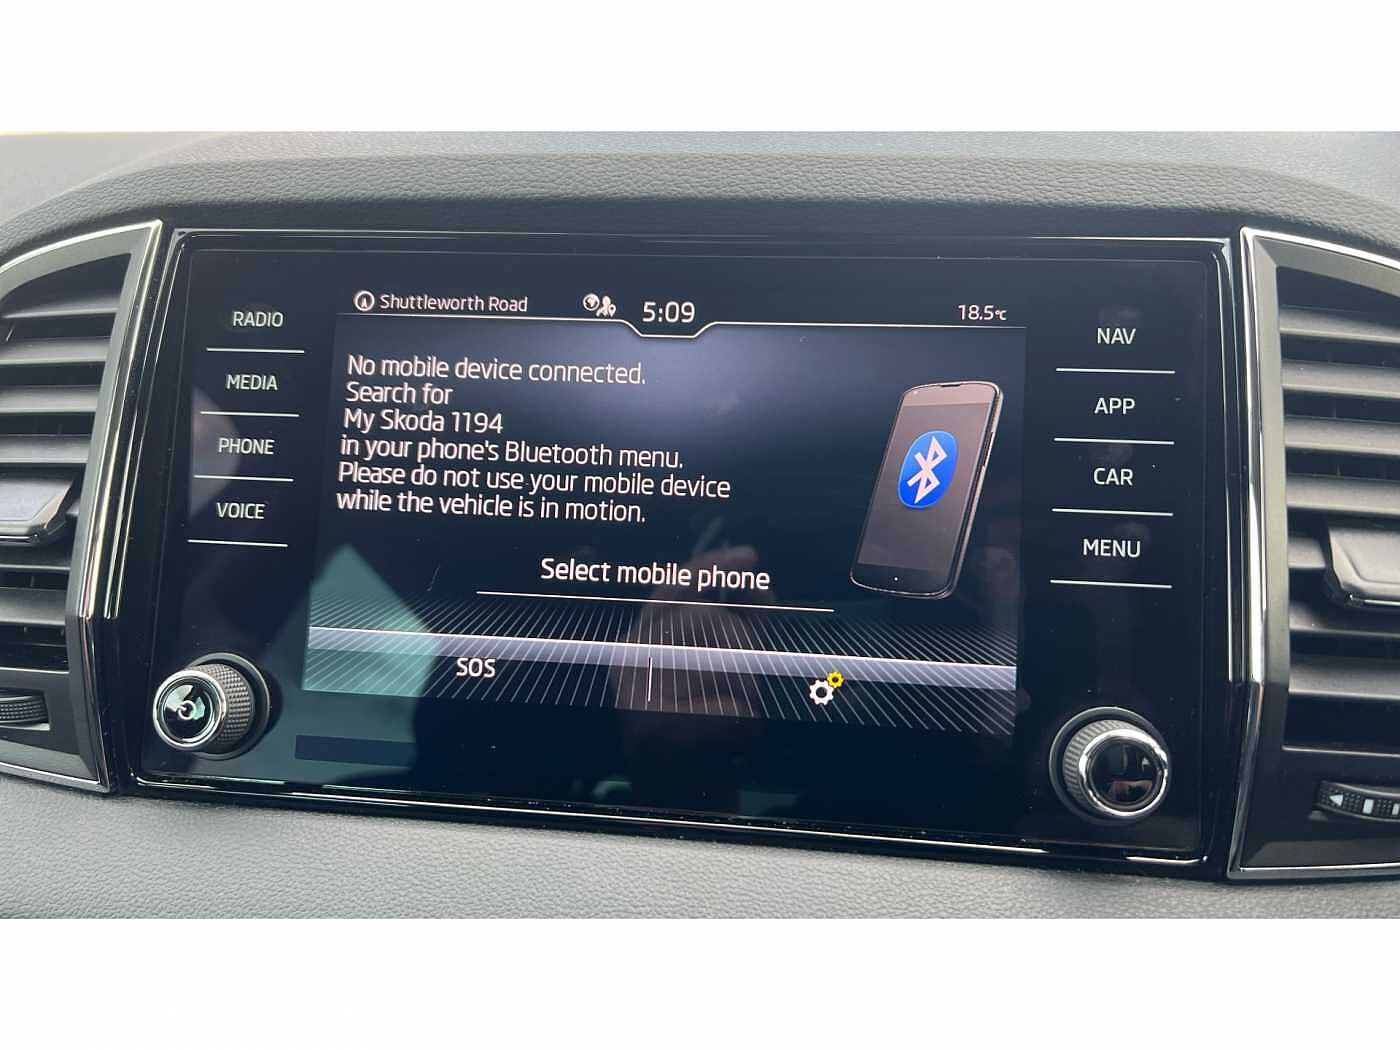 Shuttleworth Road 5:09 18.5°C
RADIO
MEDIA
PHONE
VOICE
No mobile device connected.
Search for
My Skoda 1194
in your phone's Bluetooth menu.
Please do not use your mobile device
while the vehicle is in motion.
Select mobile phone
SOS
NAV
APP
CAR
MENU